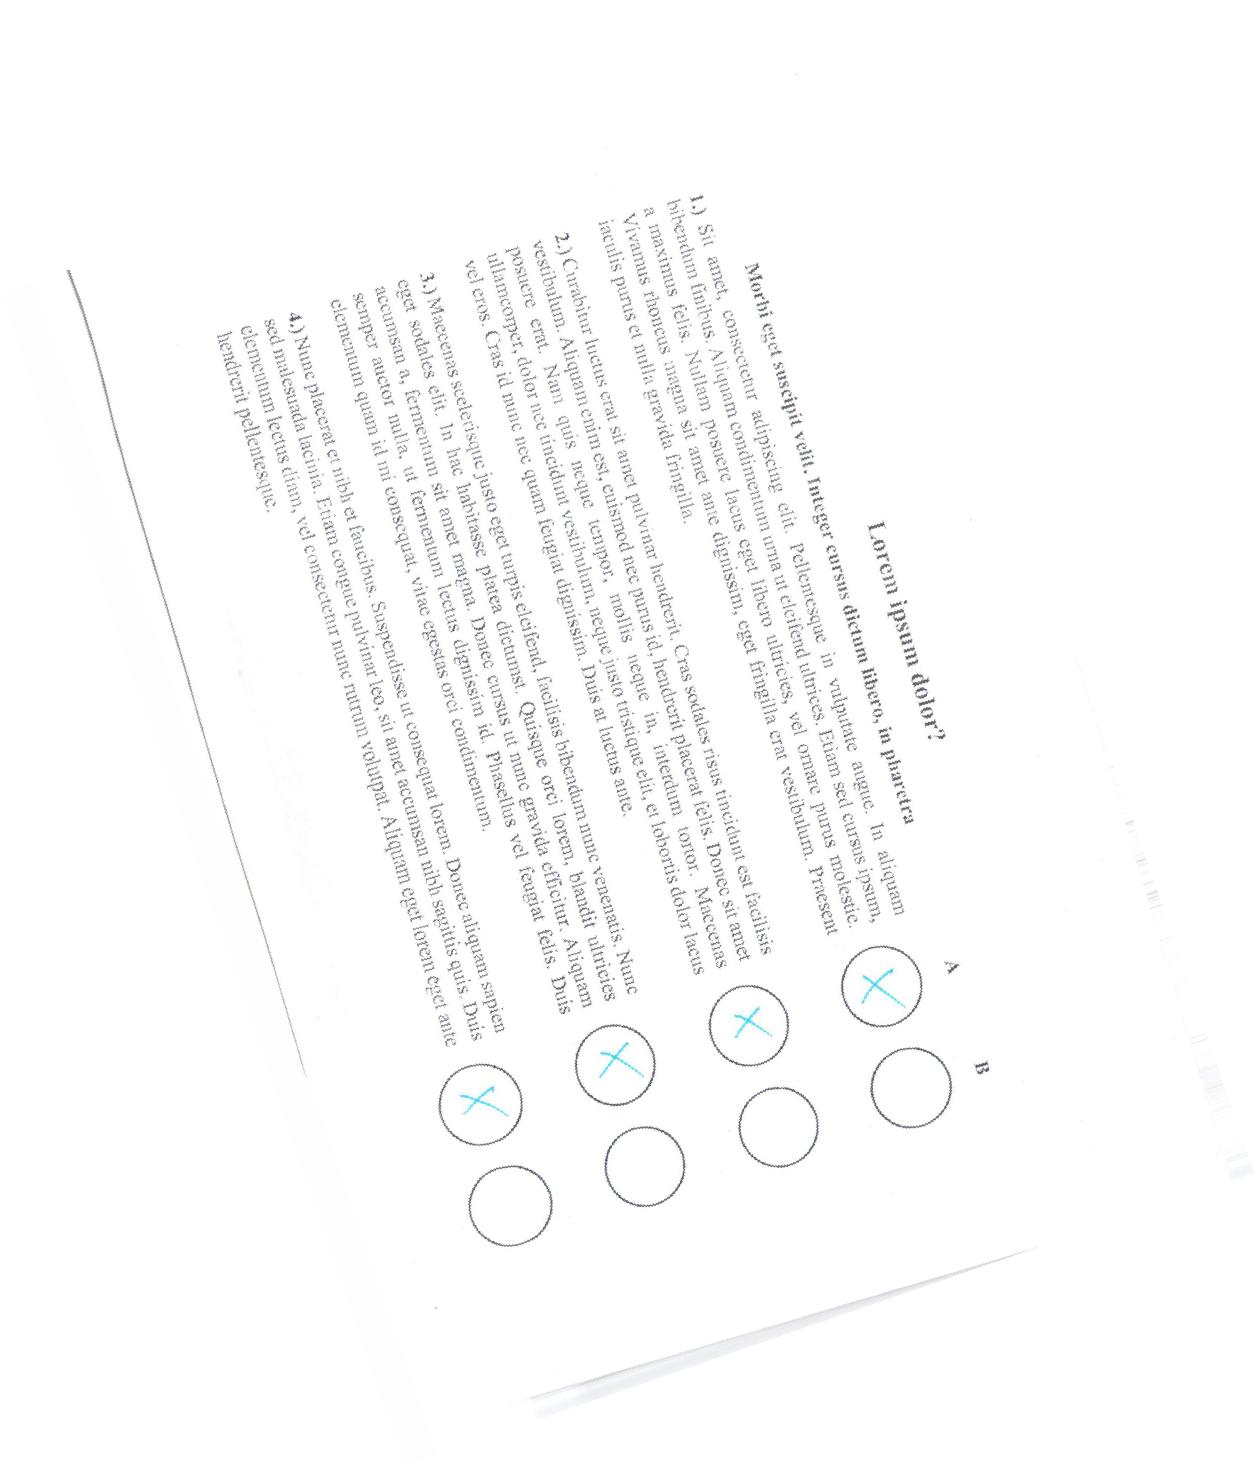 Lorem ipsum dolor?
Morbi eget suscipit velit. Integer cursus dictum libero, in pharetra
A B
1.) Sit amet, consectetur adipiscing elit. Pellentesque in vulputate augue. In aliquam
bibendum finibus. Aliquam condimentum urna ut eleifend ultrices. Etiam sed cursus ipsum,
a maximus felis. Nullam posuere lacus eget libero ultricies, vel ornare purus molestie.
Vivamus rhoncus magna sit amet ante dignissim, eget fringilla erat vestibulum. Praesent
iaculis purus et nulla gravida fringilla.
2.) Curabitur luctus erat sit amet pulvinar hendrerit. Cras sodales risus tincidunt est facilisis
vestibulum. Aliquam enim est, euismod nec purus id, hendrerit placerat felis. Donec sit amet
posuere erat. Nam quis neque tempor, mollis neque in, interdum tortor. Maecenas
ullamcorper, dolor nec tincidunt vestibulum, neque justo tristique elit, et lobortis dolor lacus
vel eros. Cras id nunc nec quam feugiat dignissim. Duis at luctus ante.
3.) Maecenas scelerisque justo eget turpis eleifend, facilisis bibendum nunc venenatis. Nunc
eget sodales elit. In hac habitasse platea dictumst. Quisque orci lorem, blandit ultricies
accumsan a, fermentum sit amet magna. Donec cursus ut nunc gravida efficitur. Aliquam
semper auctor nulla, ut fermentum lectus dignissim id. Phasellus vel feugiat felis. Duis
elementum quam id mi consequat, vitae egestas orci condimentum.
4.) Nunc placerat et nibh et faucibus. Suspendisse ut consequat lorem. Donec aliquam sapien
sed malesuada lacinia. Etiam congue pulvinar leo, sit amet accumsan nibh sagittis quis. Duis
elementum lectus diam, vel consectetur nunc rutrum volutpat. Aliquam eget lorem eget ante
hendrerit pellentesque.